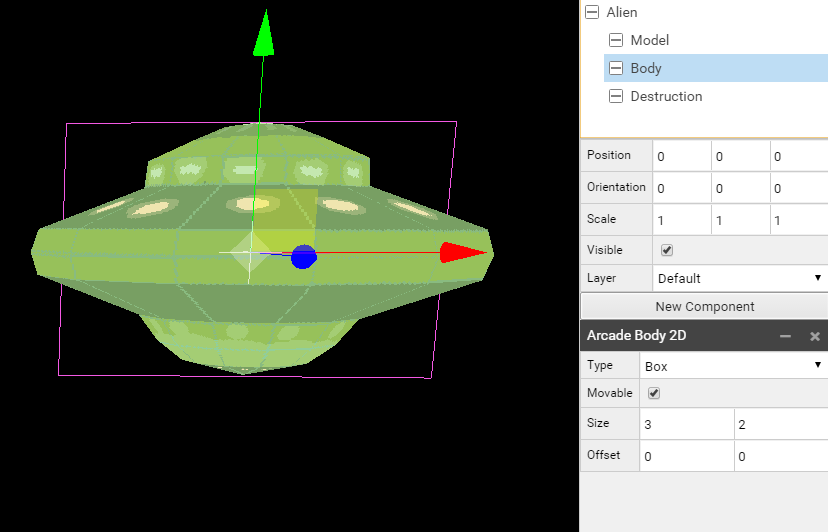 Alien
Model
Body
Destruction
Position 0 0 0
Orientation 0 0 0
Scale 1 1 1
Visible
Layer Default
New Component
Arcade Body 2D
Type Box
Movable
Size 3 2
Offset 0 0